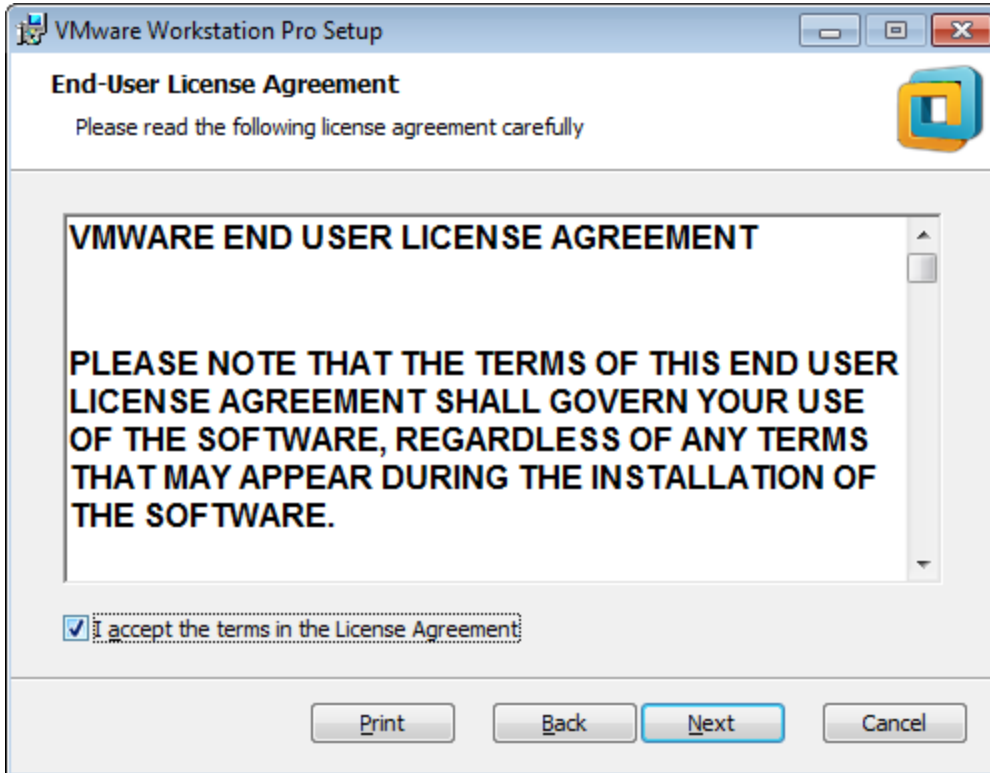 VMware Workstation Pro Setup
End-User License Agreement
Please read the following license agreement carefully
VMWARE END USER LICENSE AGREEMENT
PLEASE NOTE THAT THE TERMS OF THIS END USER
LICENSE AGREEMENT SHALL GOVERN YOUR USE
OF THE SOFTWARE, REGARDLESS OF ANY TERMS
THAT MAY APPEAR DURING THE INSTALLATION OF
THE SOFTWARE.
I accept the terms in the License Agreement
Print Back Next Cancel